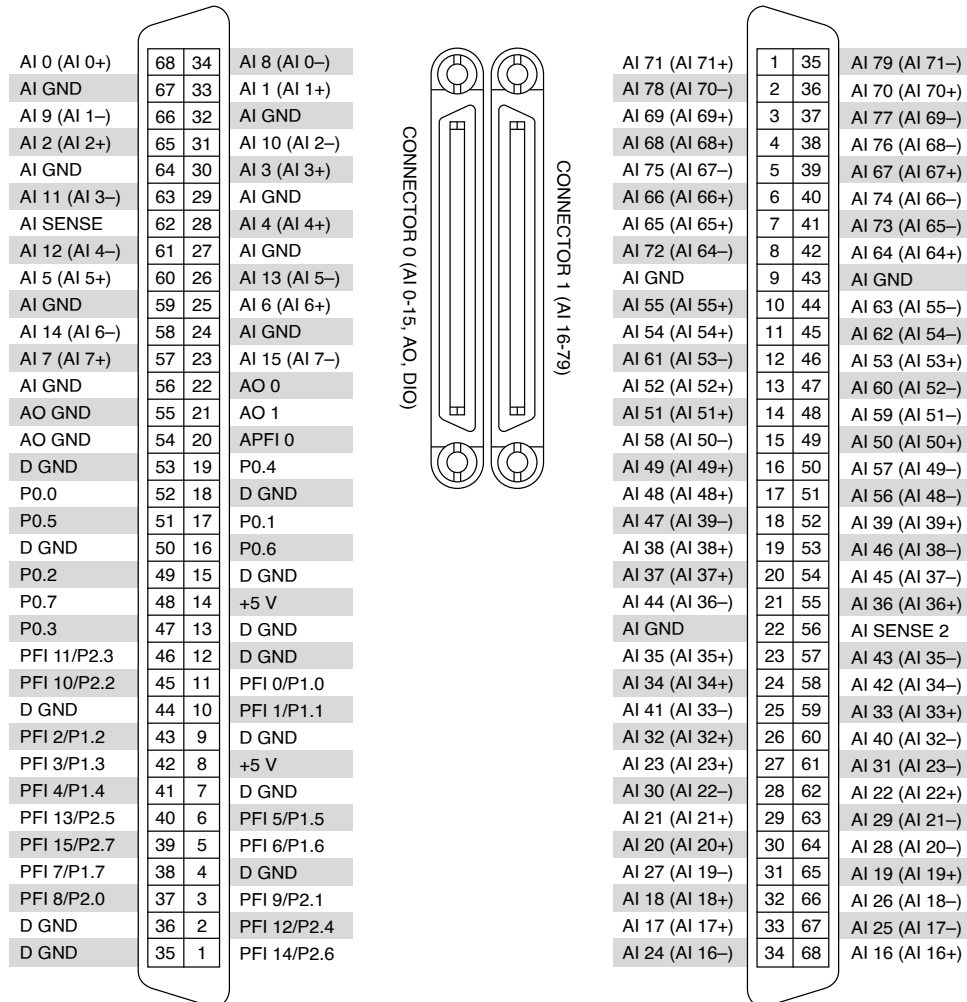 AI 0 (AI 0+) 68 34 AI 8 (AI 0–)
AI GND 67 33 AI 1 (AI 1+)
AI 9 (AI 1–) 66 32 AI GND
AI 2 (AI 2+) 65 31 AI 10 (AI 2–)
AI GND 64 30 AI 3 (AI 3+)
AI 11 (AI 3–) 63 29 AI GND
AI SENSE 62 28 AI 4 (AI 4+)
AI 12 (AI 4–) 61 27 AI GND
AI 5 (AI 5+) 60 26 AI 13 (AI 5–)
AI GND 59 25 AI 6 (AI 6+)
AI 14 (AI 6–) 58 24 AI GND
AI 7 (AI 7+) 57 23 AI 15 (AI 7–)
AI GND 56 22 AO 0
AO GND 55 21 AO 1
AO GND 54 20 APFI 0
D GND 53 19 P0.4
P0.0 52 18 D GND
P0.5 51 17 P0.1
D GND 50 16 P0.6
P0.2 49 15 D GND
P0.7 48 14 +5 V
P0.3 47 13 D GND
PFI 11/P2.3 46 12 D GND
PFI 10/P2.2 45 11 PFI 0/P1.0
D GND 44 10 PFI 1/P1.1
PFI 2/P1.2 43 9 D GND
PFI 3/P1.3 42 8 +5 V
PFI 4/P1.4 41 7 D GND
PFI 13/P2.5 40 6 PFI 5/P1.5
PFI 15/P2.7 39 5 PFI 6/P1.6
PFI 7/P1.7 38 4 D GND
PFI 8/P2.0 37 3 PFI 9/P2.1
D GND 36 2 PFI 12/P2.4
D GND 35 1 PFI 14/P2.6
CONNECTOR 0 (AI 0-15, AO, DIO)
CONNECTOR 1 (AI 16-79)
AI 71 (AI 71+) 1 35 AI 79 (AI 71–)
AI 78 (AI 70–) 2 36 AI 70 (AI 70+)
AI 69 (AI 69+) 3 37 AI 77 (AI 69–)
AI 68 (AI 68+) 4 38 AI 76 (AI 68–)
AI 75 (AI 67–) 5 39 AI 67 (AI 67+)
AI 66 (AI 66+) 6 40 AI 74 (AI 66–)
AI 65 (AI 65+) 7 41 AI 73 (AI 65–)
AI 72 (AI 64–) 8 42 AI 64 (AI 64+)
AI GND 9 43 AI GND
AI 55 (AI 55+) 10 44 AI 63 (AI 55–)
AI 54 (AI 54+) 11 45 AI 62 (AI 54–)
AI 61 (AI 53–) 12 46 AI 53 (AI 53+)
AI 52 (AI 52+) 13 47 AI 60 (AI 52–)
AI 51 (AI 51+) 14 48 AI 59 (AI 51–)
AI 58 (AI 50–) 15 49 AI 50 (AI 50+)
AI 49 (AI 49+) 16 50 AI 57 (AI 49–)
AI 48 (AI 48+) 17 51 AI 56 (AI 48–)
AI 47 (AI 39–) 18 52 AI 39 (AI 39+)
AI 38 (AI 38+) 19 53 AI 46 (AI 38–)
AI 37 (AI 37+) 20 54 AI 45 (AI 37–)
AI 44 (AI 36–) 21 55 AI 36 (AI 36+)
AI GND 22 56 AI SENSE 2
AI 35 (AI 35+) 23 57 AI 43 (AI 35–)
AI 34 (AI 34+) 24 58 AI 42 (AI 34–)
AI 41 (AI 33–) 25 59 AI 33 (AI 33+)
AI 32 (AI 32+) 26 60 AI 40 (AI 32–)
AI 23 (AI 23+) 27 61 AI 31 (AI 23–)
AI 30 (AI 22–) 28 62 AI 22 (AI 22+)
AI 21 (AI 21+) 29 63 AI 29 (AI 21–)
AI 20 (AI 20+) 30 64 AI 28 (AI 20–)
AI 27 (AI 19–) 31 65 AI 19 (AI 19+)
AI 18 (AI 18+) 32 66 AI 26 (AI 18–)
AI 17 (AI 17+) 33 67 AI 25 (AI 17–)
AI 24 (AI 16–) 34 68 AI 16 (AI 16+)